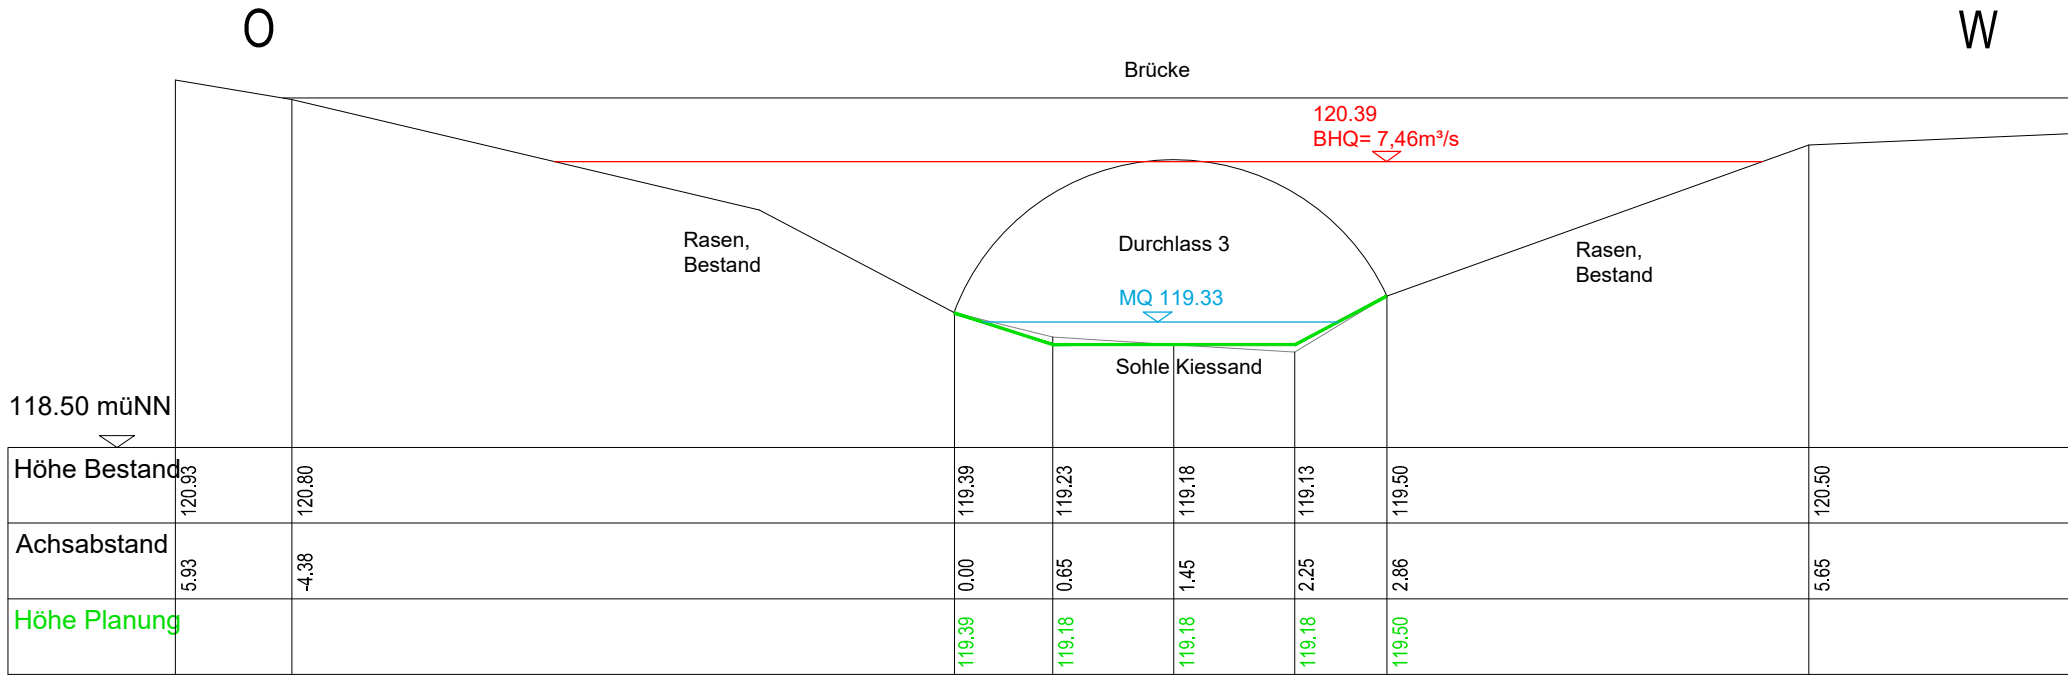 O
W
Brücke
120.39
BHQ= 7,46m³/s
Rasen,
Bestand
Durchlass 3
Rasen,
Bestand
MQ 119.33
Sohle Kiessand
118.50 müNN
Höhe Bestand 120.93 120.80 119.39 119.23 119.18 119.13 119.50 120.50
Achsabstand 5.93 -4.38 0.00 0.65 1.45 2.25 2.86 5.65
Höhe Planung 119.39 119.18 119.18 119.18 119.50